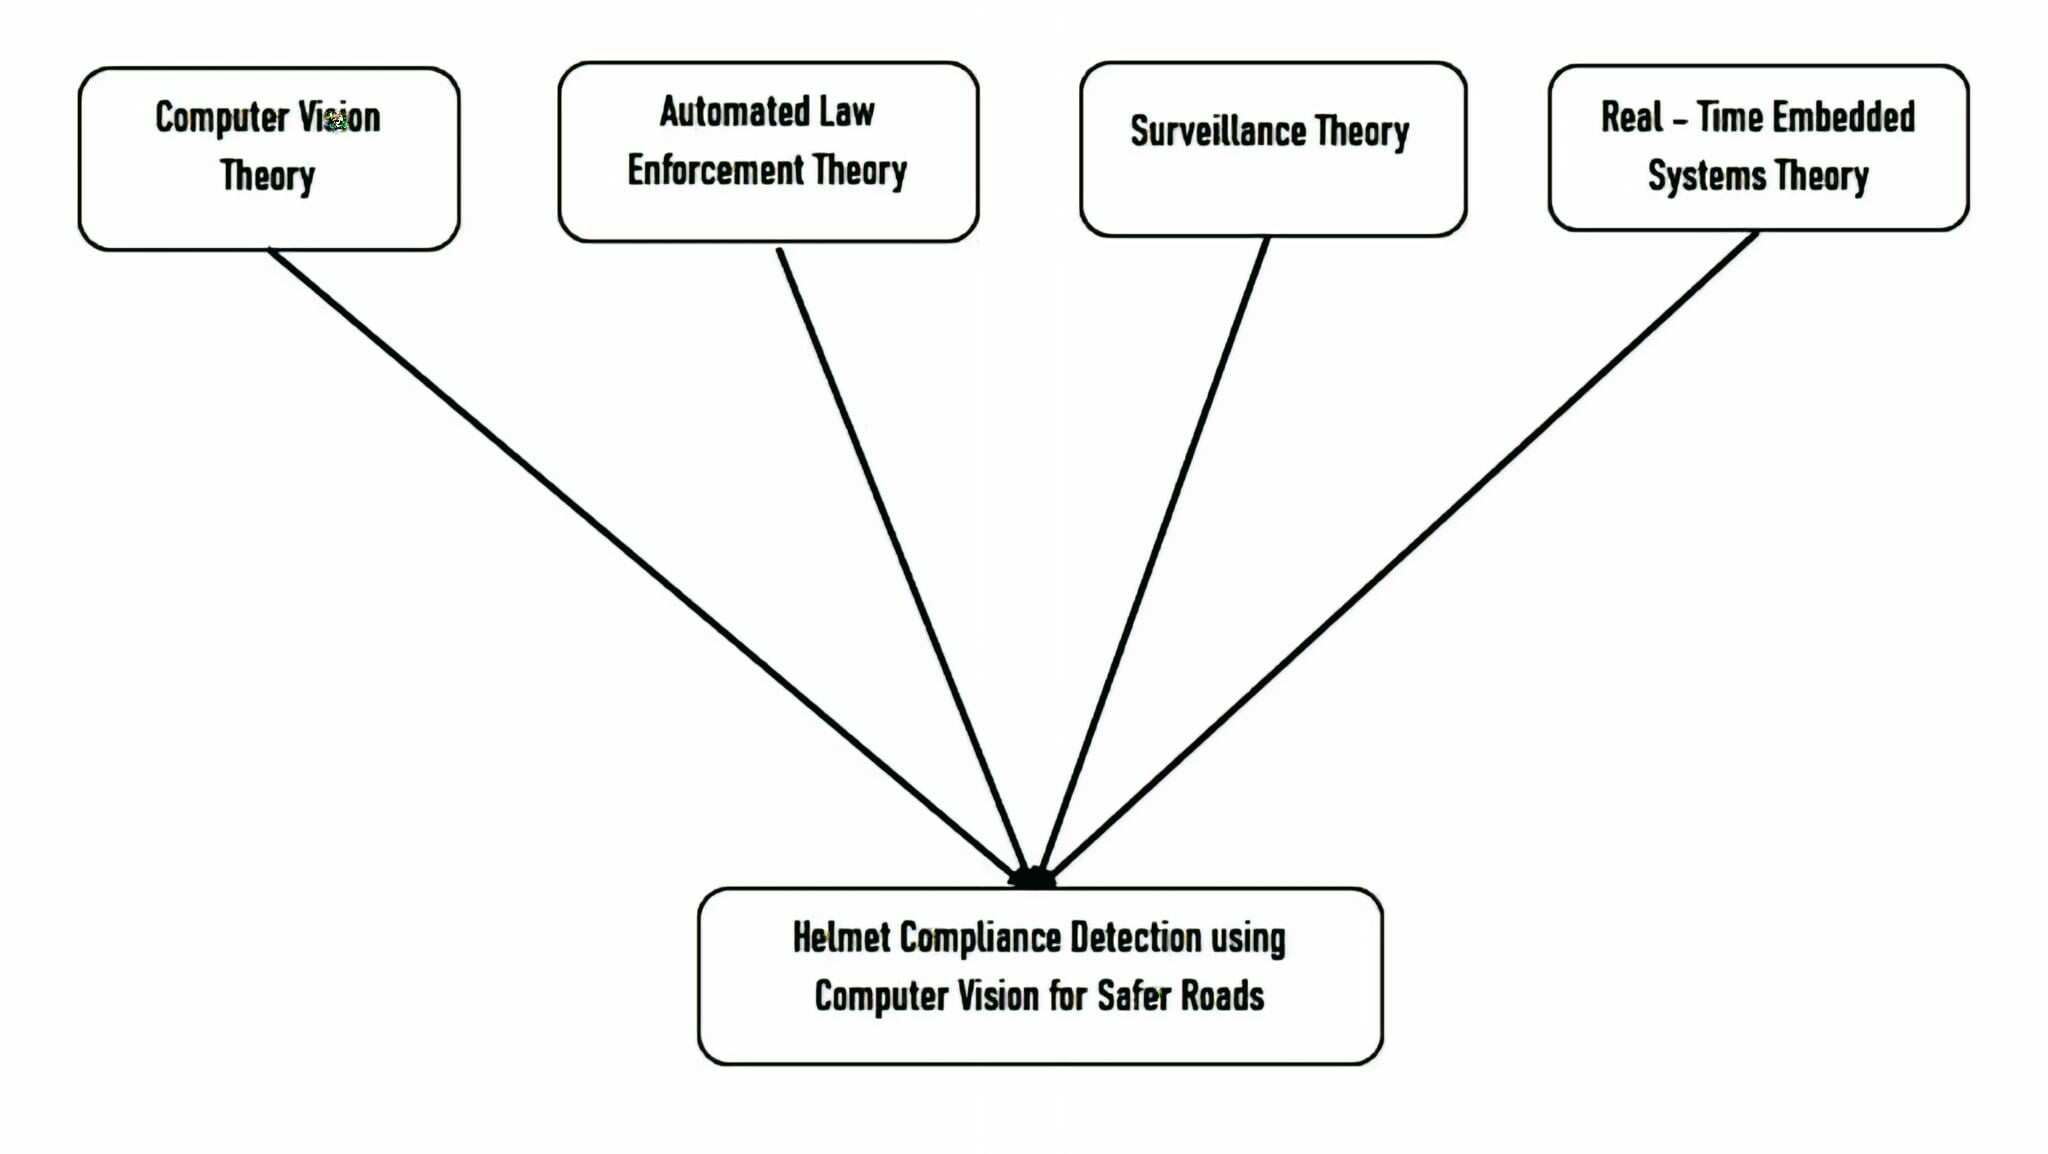 Computer Vision
Theory
Automated Law
Enforcement Theory
Surveillance Theory
Real - Time Embedded
Systems Theory
Helmet Compliance Detection using
Computer Vision for Safer Roads